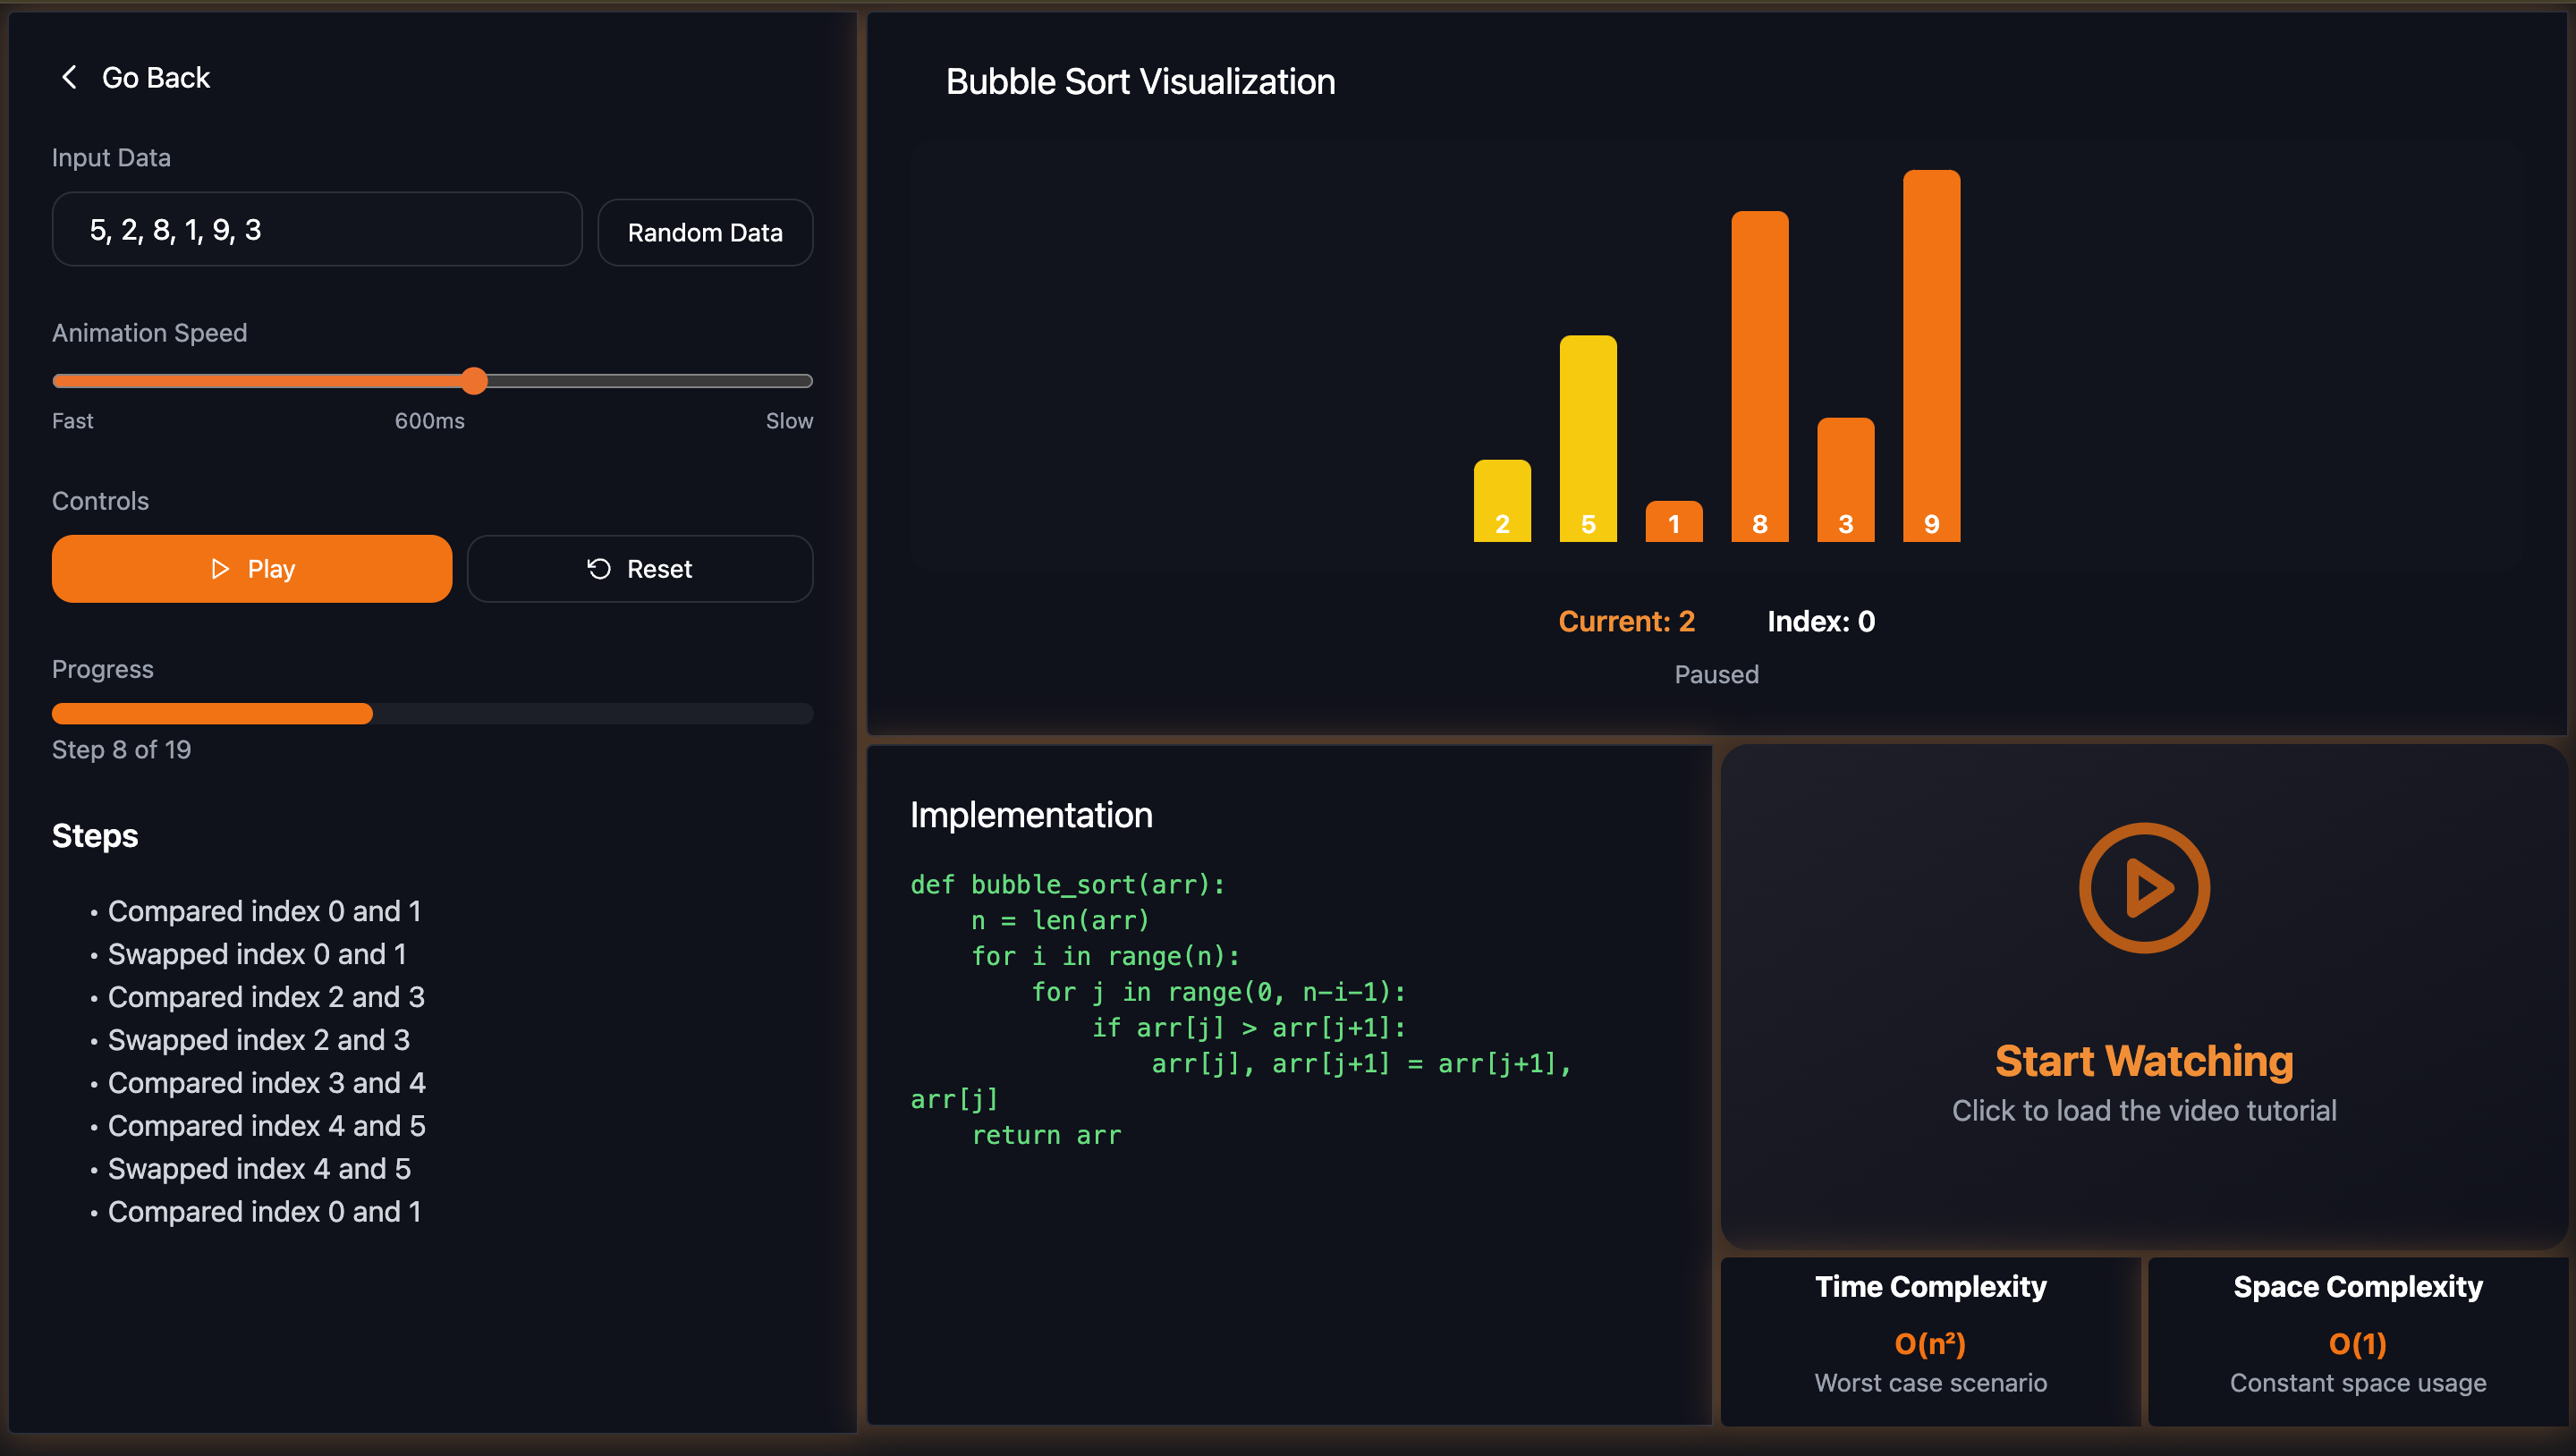 Go Back
Input Data
5, 2, 8, 1, 9, 3
Random Data
Animation Speed
Fast
600ms
Slow
Controls
Play
Reset
Progress
Step 8 of 19
Steps
• Compared index 0 and 1
• Swapped index 0 and 1
• Compared index 2 and 3
• Swapped index 2 and 3
• Compared index 3 and 4
• Compared index 4 and 5
• Swapped index 4 and 5
• Compared index 0 and 1
Bubble Sort Visualization
2 5 1 8 3 9
Current: 2 Index: 0
Paused
Implementation
def bubble_sort(arr):
    n = len(arr)
    for i in range(n):
        for j in range(0, n-i-1):
            if arr[j] > arr[j+1]:
                arr[j], arr[j+1] = arr[j+1],
arr[j]
    return arr
Start Watching
Click to load the video tutorial
Time Complexity
O(n²)
Worst case scenario
Space Complexity
O(1)
Constant space usage